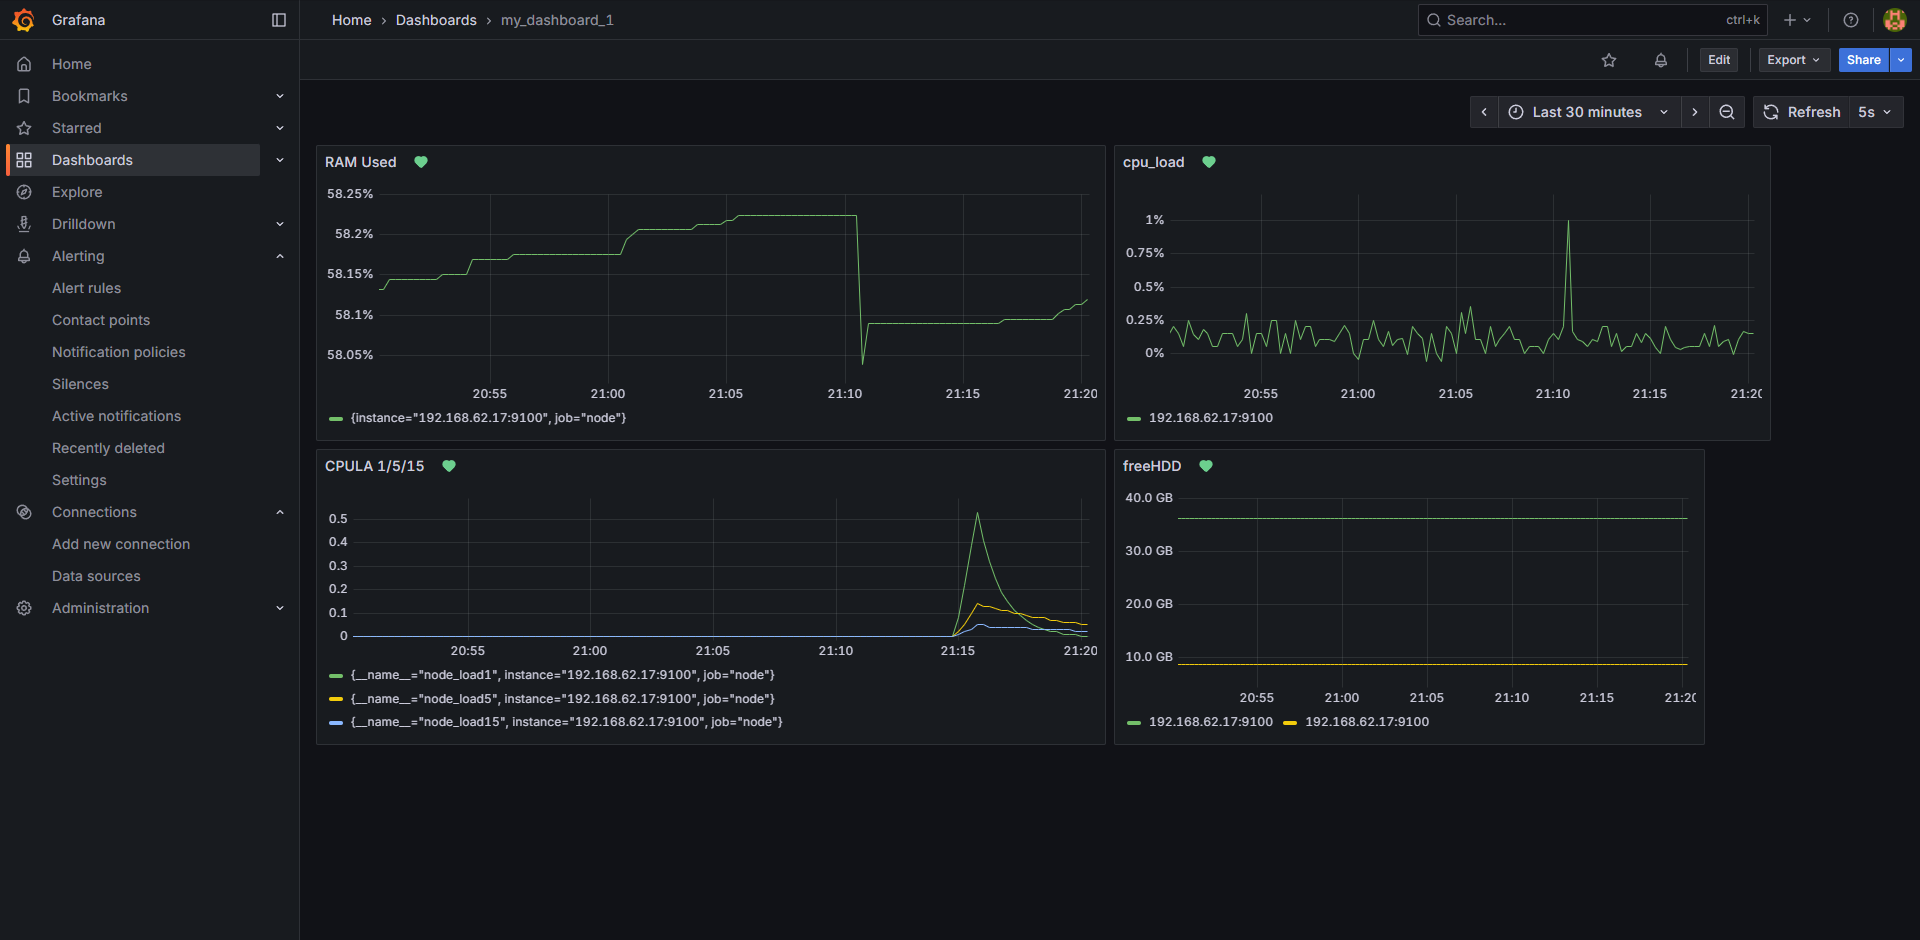 Grafana
Home › Dashboards › my_dashboard_1
Search... ctrl+k
Home
Bookmarks
Starred
Dashboards
Explore
Drilldown
Alerting
Alert rules
Contact points
Notification policies
Silences
Active notifications
Recently deleted
Settings
Connections
Add new connection
Data sources
Administration
Edit
Export
Share
Last 30 minutes
Refresh
5s
RAM Used
58.25%
58.2%
58.15%
58.1%
58.05%
20:55 21:00 21:05 21:10 21:15 21:20
{instance="192.168.62.17:9100", job="node"}
cpu_load
1%
0.75%
0.5%
0.25%
0%
20:55 21:00 21:05 21:10 21:15 21:20
192.168.62.17:9100
CPULA 1/5/15
0.5
0.4
0.3
0.2
0.1
0
20:55 21:00 21:05 21:10 21:15 21:20
{__name__="node_load1", instance="192.168.62.17:9100", job="node"}
{__name__="node_load5", instance="192.168.62.17:9100", job="node"}
{__name__="node_load15", instance="192.168.62.17:9100", job="node"}
freeHDD
40.0 GB
30.0 GB
20.0 GB
10.0 GB
20:55 21:00 21:05 21:10 21:15 21:20
192.168.62.17:9100 192.168.62.17:9100